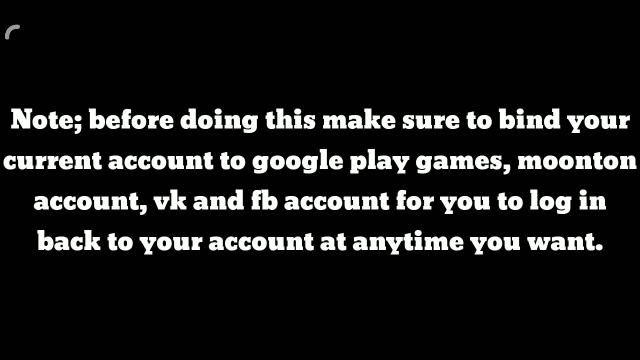 Note; before doing this make sure to bind your
current account to google play games, moonton
account, vk and fb account for you to log in
back to your account at anytime you want.